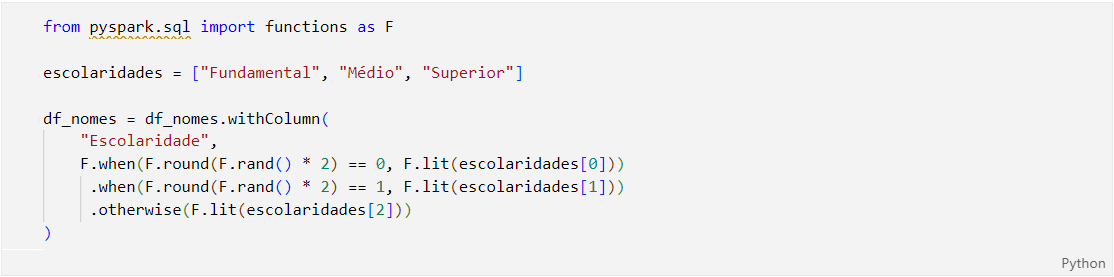 from pyspark.sql import functions as F
escolaridades = ["Fundamental", "Médio", "Superior"]
df_nomes = df_nomes.withColumn(
    "Escolaridade",
    F.when(F.round(F.rand() * 2) == 0, F.lit(escolaridades[0]))
     .when(F.round(F.rand() * 2) == 1, F.lit(escolaridades[1]))
     .otherwise(F.lit(escolaridades[2]))
)
Python